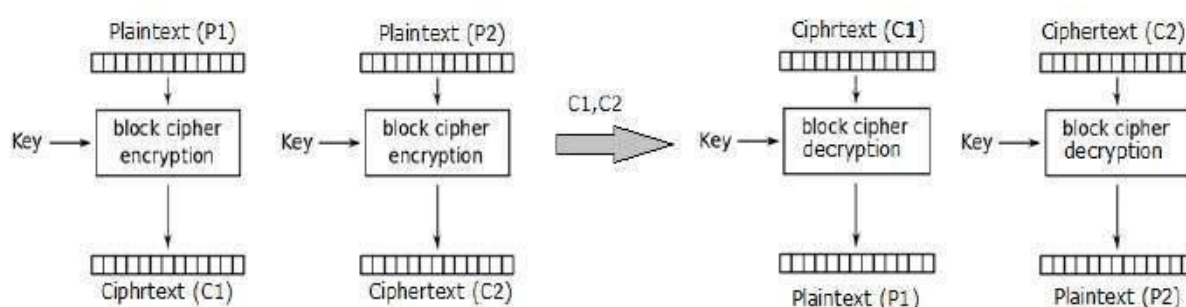 Plaintext (P1)
Key
block cipher
encryption
Ciphrtext (C1)
Plaintext (P2)
Key
block cipher
encryption
Ciphertext (C2)
C1,C2
Ciphrtext (C1)
Key
block cipher
decryption
Plaintext (P1)
Ciphertext (C2)
Key
block cipher
decryption
Plaintext (P2)